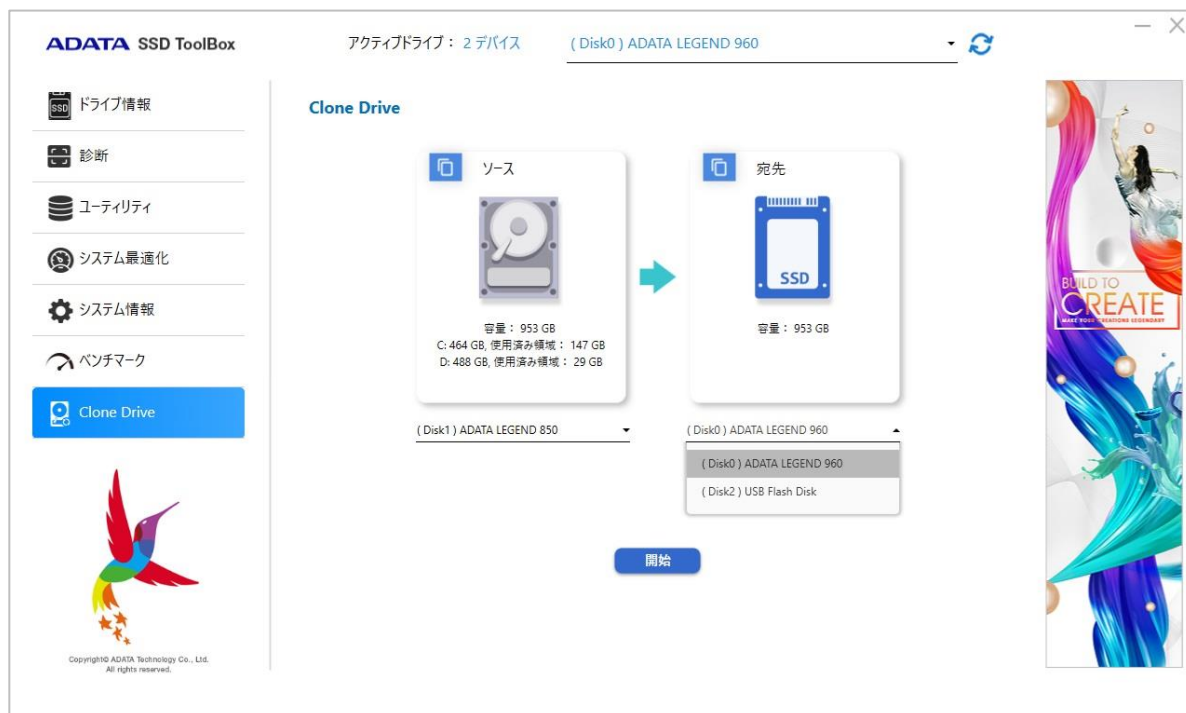 ADATA SSD ToolBox
アクティブドライブ： 2 デバイス
( Disk0 ) ADATA LEGEND 960
SSD ドライブ情報
診断
ユーティリティ
システム最適化
システム情報
ベンチマーク
Clone Drive
Copyright© ADATA Technology Co., Ltd.
All rights reserved.
Clone Drive
ソース
容量： 953 GB
C: 464 GB, 使用済み領域： 147 GB
D: 488 GB, 使用済み領域： 29 GB
( Disk1 ) ADATA LEGEND 850
宛先
SSD
容量： 953 GB
( Disk0 ) ADATA LEGEND 960
( Disk0 ) ADATA LEGEND 960
( Disk2 ) USB Flash Disk
開始
BUILD TO
CREATE
MAKE YOUR CREATIONS LEGENDARY